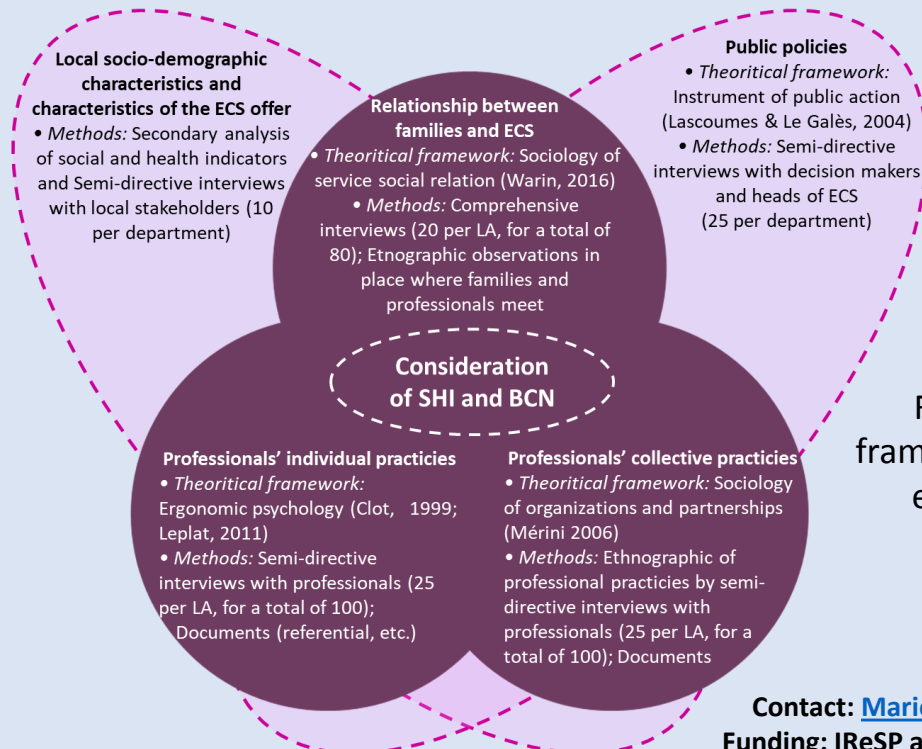 Local socio-demographic
characteristics and
characteristics of the ECS offer
• Methods: Secondary analysis
of social and health indicators
and Semi-directive interviews
with local stakeholders (10
per department)
Relationship between
families and ECS
• Theoritical framework: Sociology of
service social relation (Warin, 2016)
• Methods: Comprehensive
interviews (20 per LA, for a total of
80); Etnographic observations in
place where families and
professionals meet
Public policies
• Theoritical framework:
Instrument of public action
(Lascoumes & Le Galès, 2004)
• Methods: Semi-directive
interviews with decision makers
and heads of ECS
(25 per department)
Consideration
of SHI and BCN
Professionals' individual practicies
• Theoritical framework:
Ergonomic psychology (Clot, 1999;
Leplat, 2011)
• Methods: Semi-directive
interviews with professionals (25
per LA, for a total of 100);
Documents (referential, etc.)
Professionals' collective practicies
• Theoritical framework: Sociology
of organizations and partnerships
(Mérini 2006)
• Methods: Ethnographic of
professional practicies by semi-
directive interviews with
professionals (25 per LA, for a
total of 100); Documents
fram
Contact: Mari
Funding: IReSP a